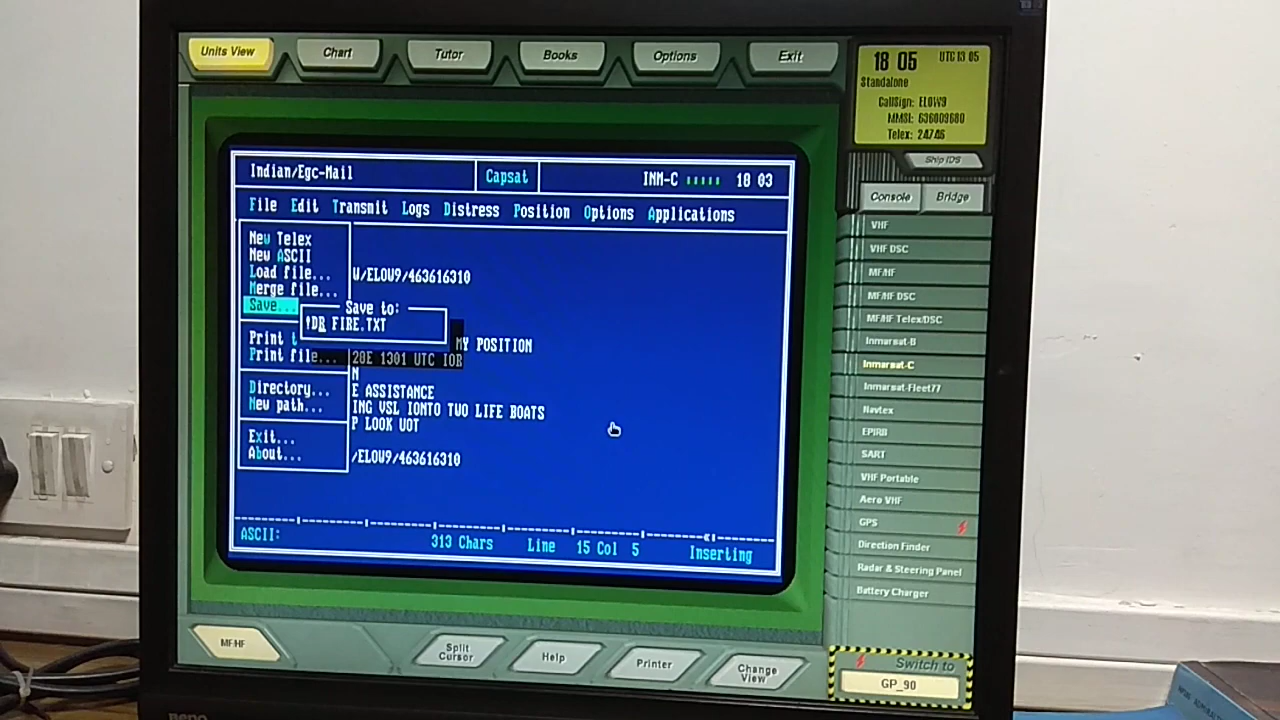 Units View Chart Tutor Books Options Exit
18 05 UTC 13 05
Standalone
CallSign: ELOW9
MMSI: 636009680
Telex: 24746
Ship IDS
Console Bridge
VHF
VHF DSC
MF/HF
MF/HF DSC
MF/HF Telex/DSC
Inmarsat-B
Inmarsat-C
Inmarsat-Fleet77
Navtex
EPIRB
SART
VHF Portable
Aero VHF
GPS
Direction Finder
Radar & Steering Panel
Battery Charger
Switch to
GP_90
Indian/Egc-Mail Capsat INM-C 18 03
File Edit Transmit Logs Distress Position Options Applications
New Telex
New ASCII
Load file... W/ELOW9/463616310
Merge file...
Save... Save to:
FIRE.TXT
Print t MY POSITION
Print file... 28E 1301 UTC IOR
N
Directory... E ASSISTANCE
New path... ING VSL IONTO TWO LIFE BOATS
P LOOK UOT
Exit...
About... /ELOW9/463616310
ASCII: 313 Chars Line 15 Col 5 Inserting
MF/HF Split Cursor Help Printer Change View